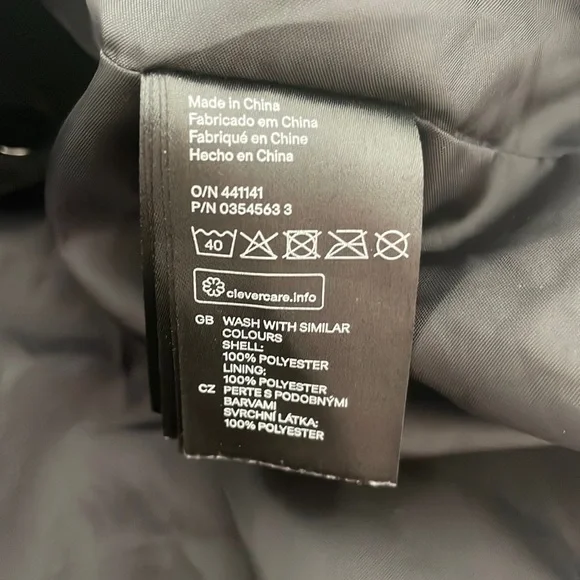 Made in China
Fabricado em China
Fabriqué en Chine
Hecho en China
O/N 441141
P/N 0354563 3
40
clevercare.info
GB WASH WITH SIMILAR
COLOURS
SHELL:
100% POLYESTER
LINING:
100% POLYESTER
CZ PERTE S PODOBNÝMI
BARVAMI
SVRCHNÍ LÁTKA:
100% POLYESTER